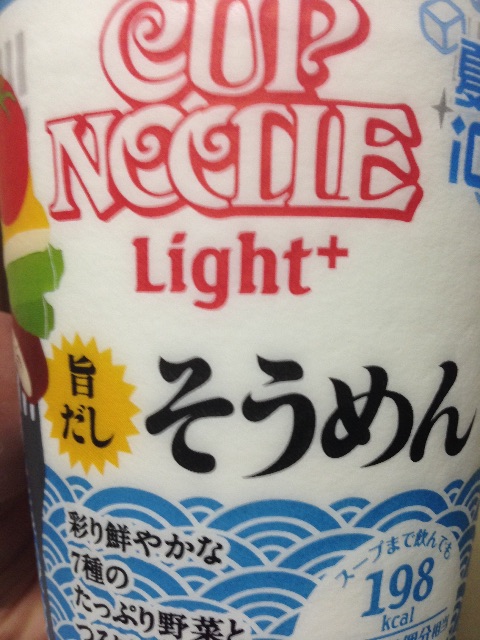 CUP
NOODLE
Light+
旨
だし
そうめん
彩り鮮やかな
7種の
たっぷり野菜と
スープまで飲んでも
198
kcal